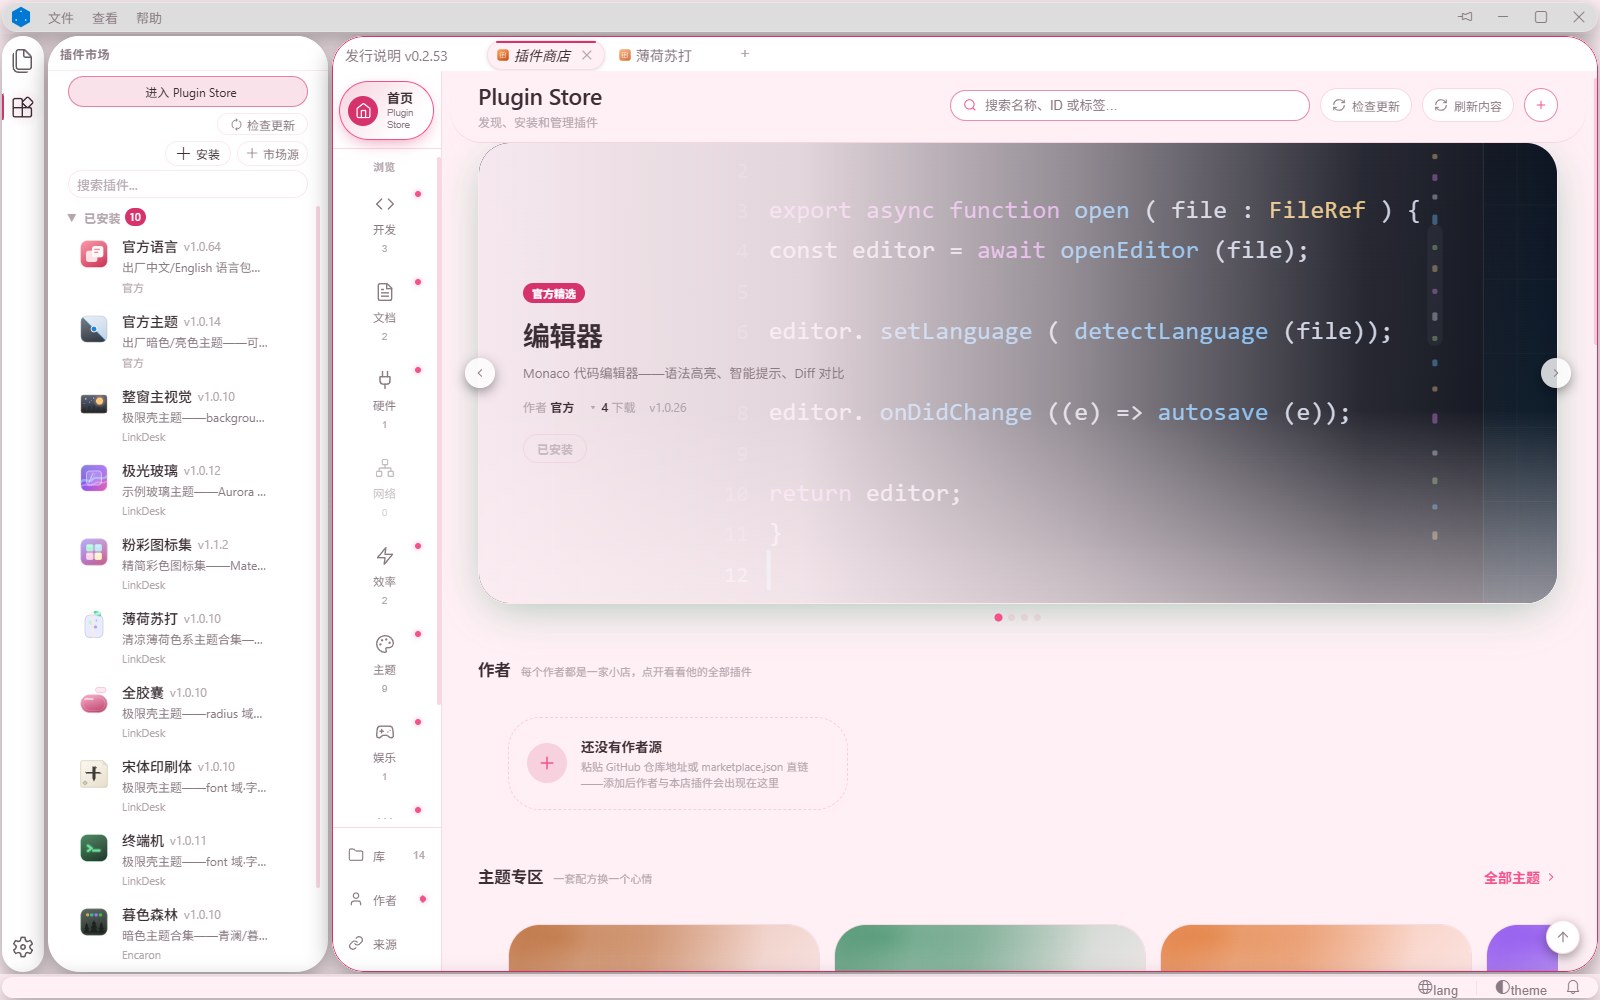 文件 查看 帮助
插件市场
进入 Plugin Store
检查更新
安装 市场源
搜索插件...
已安装 10
官方语言 v1.0.64
出厂中文/English 语言包...
官方
官方主题 v1.0.14
出厂暗色/亮色主题——可...
官方
整窗主视觉 v1.0.10
极限壳主题——backgrou...
LinkDesk
极光玻璃 v1.0.12
示例玻璃主题——Aurora ...
LinkDesk
粉彩图标集 v1.1.2
精简彩色图标集——Mate...
LinkDesk
薄荷苏打 v1.0.10
清凉薄荷色系主题合集—...
LinkDesk
全胶囊 v1.0.10
极限壳主题——radius 域...
LinkDesk
宋体印刷体 v1.0.10
极限壳主题——font 域·字...
LinkDesk
终端机 v1.0.11
极限壳主题——font 域·字...
LinkDesk
暮色森林 v1.0.10
暗色主题合集——青澜/暮...
Encaron
发行说明 v0.2.53 插件商店 薄荷苏打
首页
Plugin
Store
浏览
开发
3
文档
2
硬件
1
网络
0
效率
2
主题
9
娱乐
1
...
库 14
作者
来源
Plugin Store
发现、安装和管理插件
搜索名称、ID 或标签...
检查更新
刷新内容
2
3 export async function open ( file : FileRef ) {
4 const editor = await openEditor (file);
5
6 editor. setLanguage ( detectLanguage (file));
8 editor. onDidChange ((e) => autosave (e));
9
10 return editor;
11 }
12
官方精选
编辑器
Monaco 代码编辑器——语法高亮、智能提示、Diff 对比
作者 官方 · 4 下载 v1.0.26
已安装
作者 每个作者都是一家小店，点开看看他的全部插件
还没有作者源
粘贴 GitHub 仓库地址或 marketplace.json 直链
——添加后作者与本店插件会出现在这里
主题专区 一套配方换一个心情
全部主题
lang theme